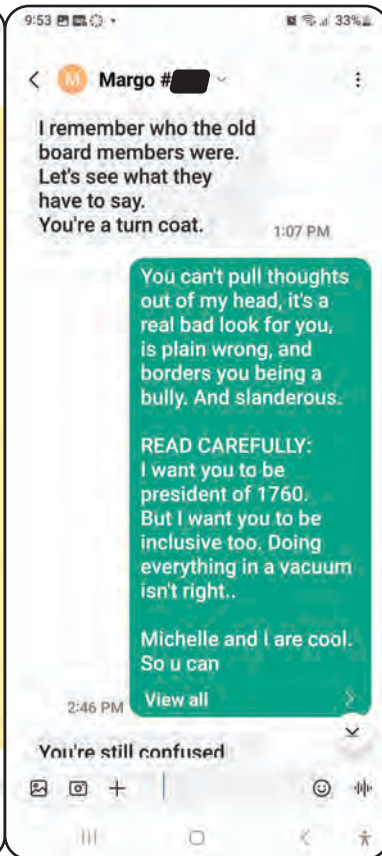 9:53
33%
M
Margo #
I remember who the old
board members were.
Let's see what they
have to say.
You're a turn coat.
1:07 PM
You can't pull thoughts
out of my head, it's a
real bad look for you,
is plain wrong, and
borders you being a
bully. And slanderous.
READ CAREFULLY:
I want you to be
president of 1760.
But I want you to be
inclusive too. Doing
everything in a vacuum
isn't right..
Michelle and I are cool.
So u can
View all
2:46 PM
You're still confused